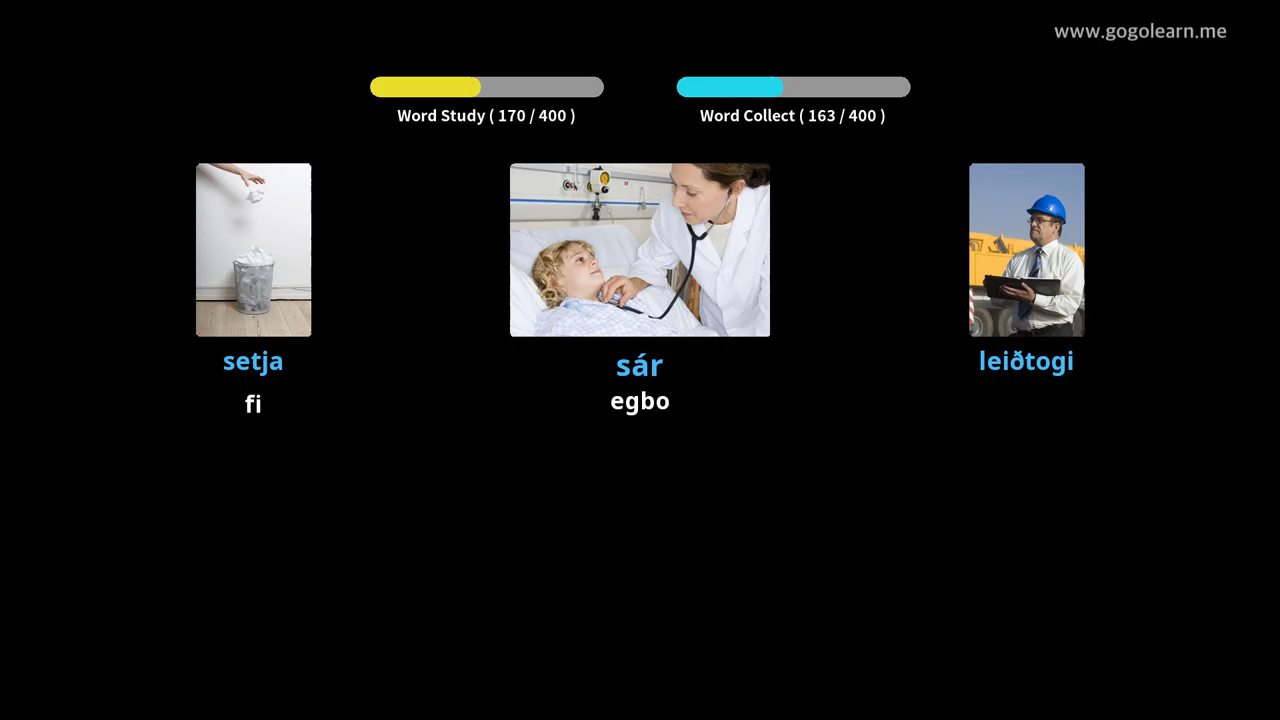 www.gogolearn.me
Word Study ( 170 / 400 )
Word Collect ( 163 / 400 )
setja
sár
leiðtogi
fi
egbo